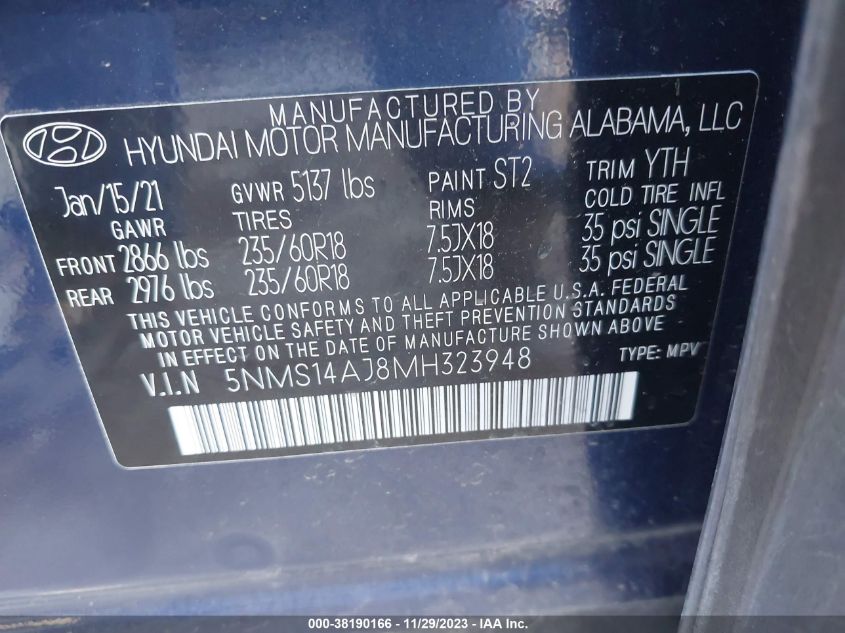 MANUFACTURED BY
HYUNDAI MOTOR MANUFACTURING ALABAMA, LLC
Jan/15/21 GVWR 5137 lbs PAINT ST2 TRIM YTH
GAWR TIRES RIMS COLD TIRE INFL
FRONT 2866 lbs 235/60R18 7.5JX18 35 psi SINGLE
REAR 2976 lbs 235/60R18 7.5JX18 35 psi SINGLE
THIS VEHICLE CONFORMS TO ALL APPLICABLE U.S.A. FEDERAL
MOTOR VEHICLE SAFETY AND THEFT PREVENTION STANDARDS
IN EFFECT ON THE DATE OF MANUFACTURE SHOWN ABOVE
V.I.N 5NMS14AJ8MH323948 TYPE: MPV
000-38190166 - 11/29/2023 - IAA Inc.